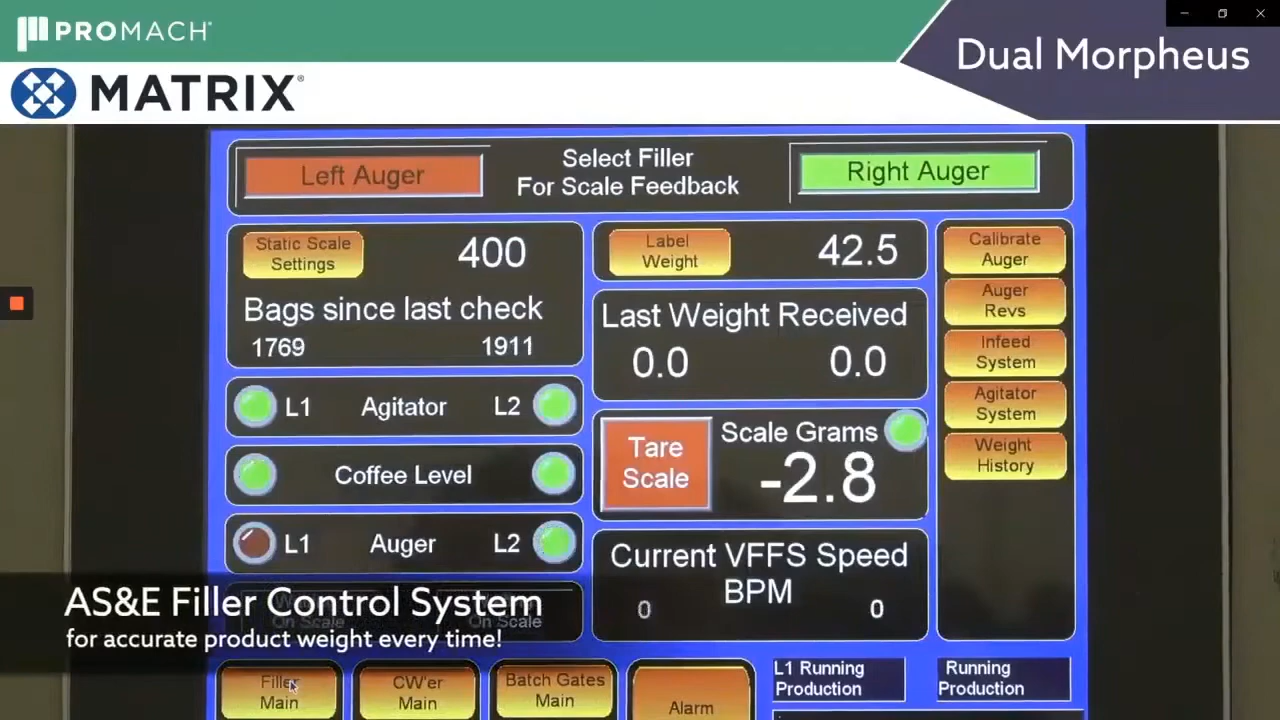 PROMACH®
MATRIX®
Dual Morpheus
Left Auger
Select Filler
For Scale Feedback
Right Auger
Static Scale
Settings
400
Bags since last check
1769 1911
Label
Weight
42.5
Last Weight Received
0.0 0.0
Calibrate
Auger
Auger
Revs
Infeed
System
Agitator
System
Weight
History
L1 Agitator L2
Coffee Level
L1 Auger L2
Tare
Scale
Scale Grams
-2.8
Current VFFS Speed
BPM
0 0
On Scale On Scale
AS&E Filler Control System
for accurate product weight every time!
Filler
Main
CW'er
Main
Batch Gates
Main
Alarm
L1 Running
Production
Running
Production